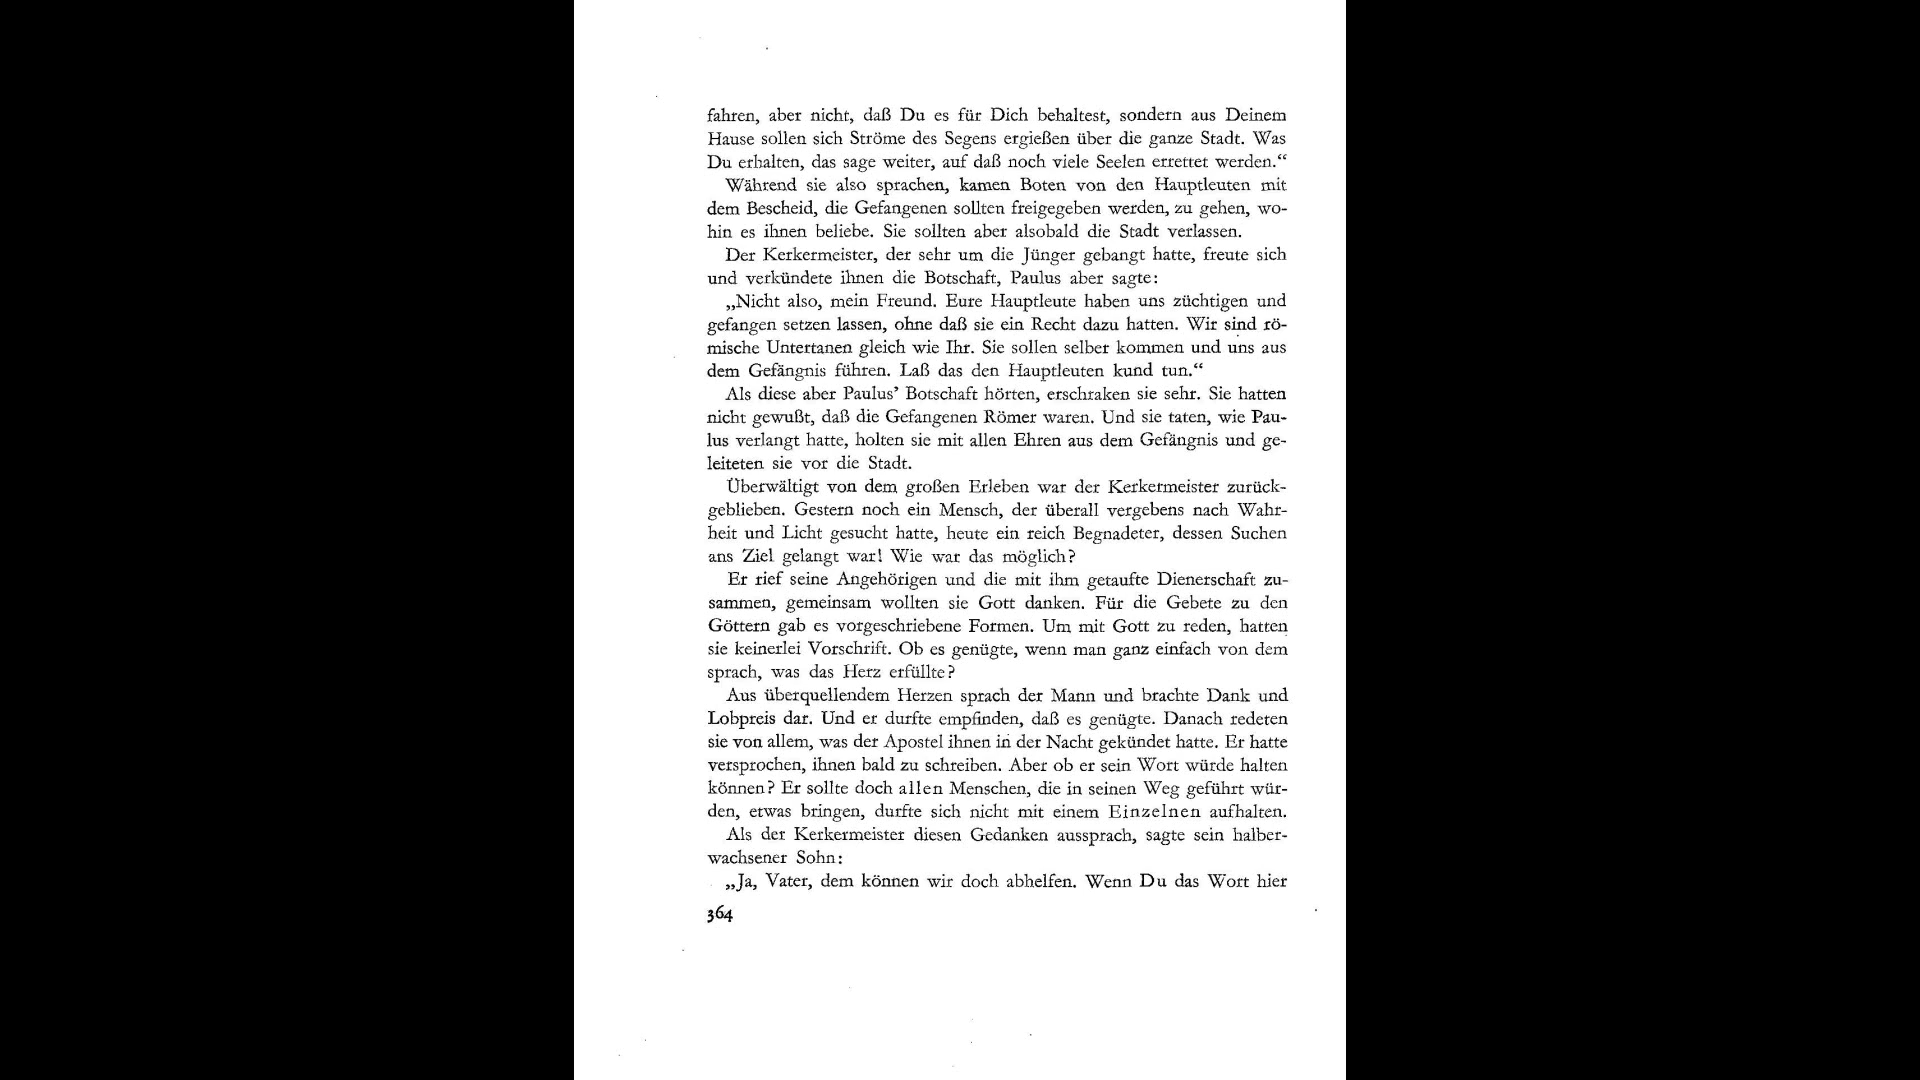 fahren, aber nicht, daß Du es für Dich behaltest, sondern aus Deinem
Hause sollen sich Ströme des Segens ergießen über die ganze Stadt. Was
Du erhalten, das sage weiter, auf daß noch viele Seelen errettet werden.“
Während sie also sprachen, kamen Boten von den Hauptleuten mit
dem Bescheid, die Gefangenen sollten freigegeben werden, zu gehen, wo-
hin es ihnen beliebe. Sie sollten aber alsobald die Stadt verlassen.
Der Kerkermeister, der sehr um die Jünger gebangt hatte, freute sich
und verkündete ihnen die Botschaft, Paulus aber sagte:
„Nicht also, mein Freund. Eure Hauptleute haben uns züchtigen und
gefangen setzen lassen, ohne daß sie ein Recht dazu hatten. Wir sind rö-
mische Untertanen gleich wie Ihr. Sie sollen selber kommen und uns aus
dem Gefängnis führen. Laß das den Hauptleuten kund tun.“
Als diese aber Paulus’ Botschaft hörten, erschraken sie sehr. Sie hatten
nicht gewußt, daß die Gefangenen Römer waren. Und sie taten, wie Pau-
lus verlangt hatte, holten sie mit allen Ehren aus dem Gefängnis und ge-
leiteten sie vor die Stadt.
Überwältigt von dem großen Erleben war der Kerkermeister zurück-
geblieben. Gestern noch ein Mensch, der überall vergebens nach Wahr-
heit und Licht gesucht hatte, heute ein reich Begnadeter, dessen Suchen
ans Ziel gelangt war! Wie war das möglich?
Er rief seine Angehörigen und die mit ihm getaufte Dienerschaft zu-
sammen, gemeinsam wollten sie Gott danken. Für die Gebete zu den
Göttern gab es vorgeschriebene Formen. Um mit Gott zu reden, hatten
sie keinerlei Vorschrift. Ob es genügte, wenn man ganz einfach von dem
sprach, was das Herz erfüllte?
Aus überquellendem Herzen sprach der Mann und brachte Dank und
Lobpreis dar. Und er durfte empfinden, daß es genügte. Danach redeten
sie von allem, was der Apostel ihnen in der Nacht gekündet hatte. Er hatte
versprochen, ihnen bald zu schreiben. Aber ob er sein Wort würde halten
können? Er sollte doch allen Menschen, die in seinen Weg geführt wür-
den, etwas bringen, durfte sich nicht mit einem Einzelnen aufhalten.
Als der Kerkermeister diesen Gedanken aussprach, sagte sein halber-
wachsener Sohn:
„Ja, Vater, dem können wir doch abhelfen. Wenn Du das Wort hier
364